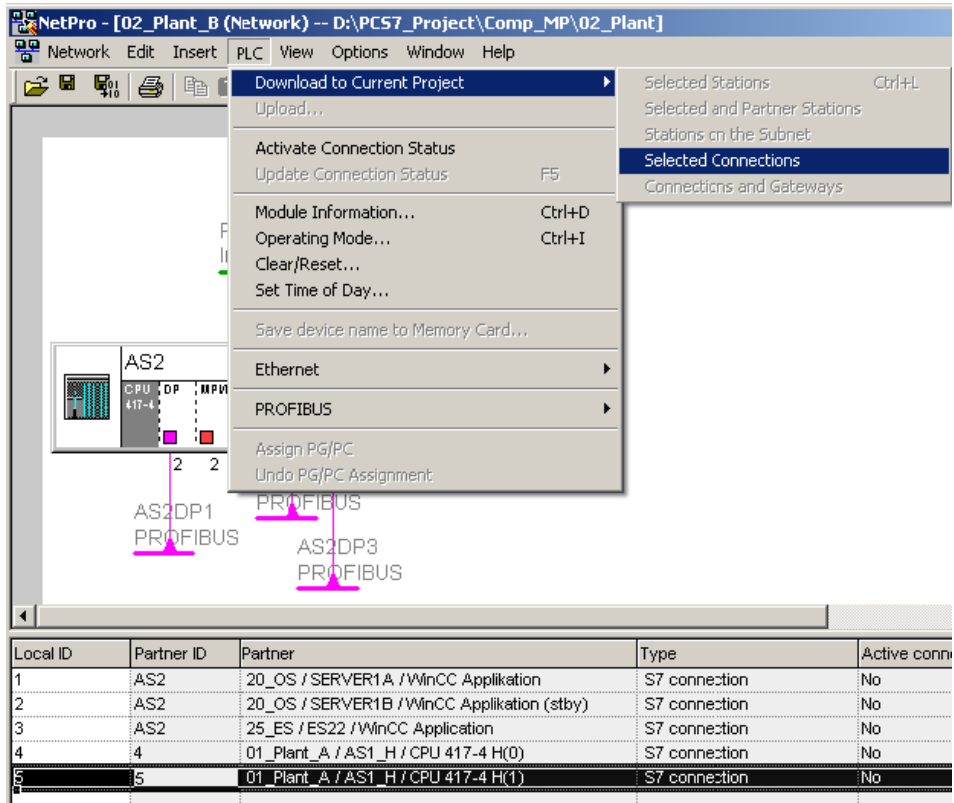 NetPro - [02_Plant_B (Network) -- D:\PCS7_Project\Comp_MP\02_Plant]
Network Edit Insert PLC View Options Window Help
Download to Current Project
Upload...
Activate Connection Status
Update Connection Status F5
Module Information... Ctrl+D
Operating Mode... Ctrl+I
Clear/Reset...
Set Time of Day...
Save device name to Memory Card...
Ethernet
PROFIBUS
Assign PG/PC
Undo PG/PC Assignment
Selected Stations Ctrl+L
Selected and Partner Stations
Stations on the Subnet
Selected Connections
Connections and Gateways
AS2
CPU 417-4
DP
2 2
AS2DP1
PROFIBUS
PROFIBUS
AS2DP3
PROFIBUS
Local ID Partner ID Partner Type Active
1 AS2 20_OS / SERVER1A / WinCC Applikation S7 connection No
2 AS2 20_OS / SERVER1B / WinCC Applikation (stby) S7 connection No
3 AS2 25_ES / ES22 / WinCC Application S7 connection No
4 4 01_Plant_A / AS1_H / CPU 417-4 H(0) S7 connection No
5 5 01_Plant_A / AS1_H / CPU 417-4 H(1) S7 connection No